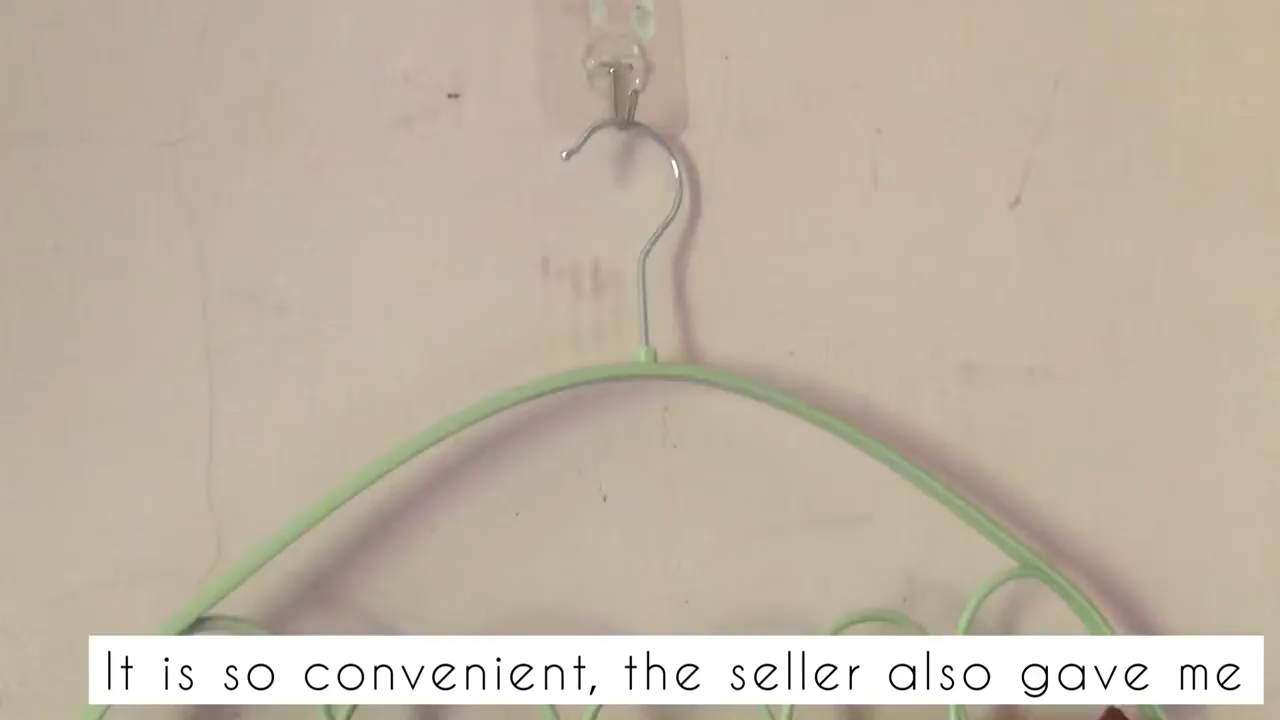 It is so convenient, the seller also gave me